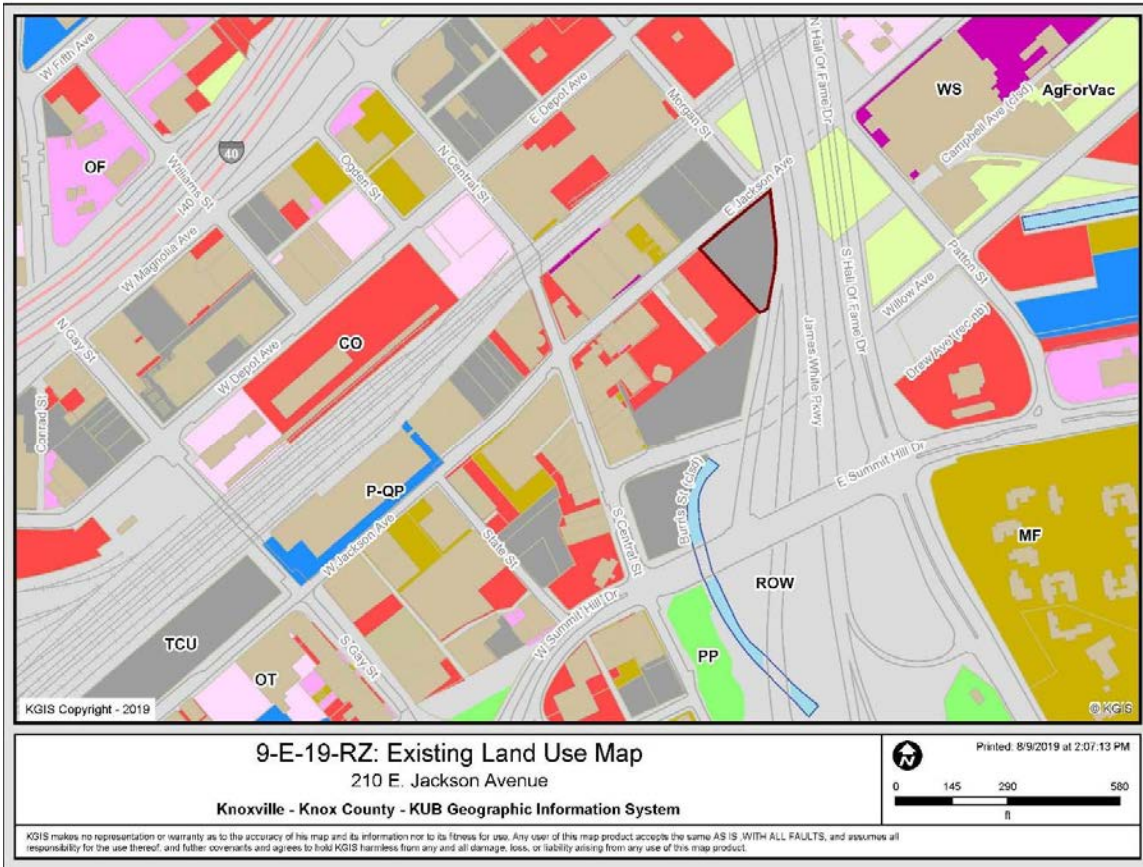 W Fifth Ave
N Hall Of Fame Dr
WS
AgForVac
Campbell Ave (clsd)
E Depot Ave
Morgan St
OF
40
I40
Williams St
Ogden St
N Central St
E Jackson Ave
W Magnolia Ave
S Hall Of Fame Dr
Patton St
Willow Ave
N Gay St
CO
James White Pkwy
Drew Ave (rec-nb)
W Depot Ave
Conrad St
P-QP
E Summit Hill Dr
Burris St (clsd)
W Jackson Ave
State St
S Central St
MF
ROW
TCU
W Summit Hill Dr
S Gay St
PP
OT
KGIS Copyright - 2019
© KGIS
9-E-19-RZ: Existing Land Use Map
210 E. Jackson Avenue
Knoxville - Knox County - KUB Geographic Information System
N
Printed: 8/9/2019 at 2:07:13 PM
0 145 290 580
ft
KGIS makes no representation or warranty as to the accuracy of his map and its information nor to its fitness for use. Any user of this map product accepts the same AS IS ,WITH ALL FAULTS, and assumes all
responsibility for the use thereof, and futher covenants and agrees to hold KGIS harmless from any and all damage, loss, or liability arising from any use of this map product.